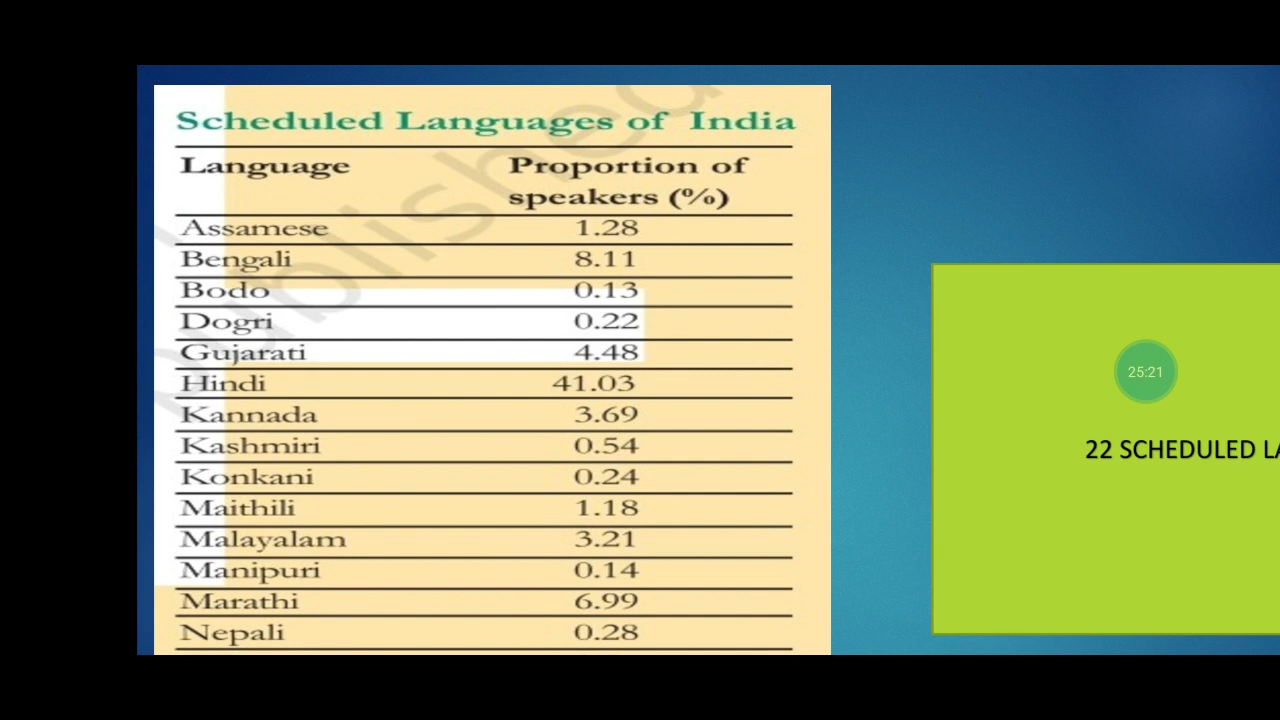 Scheduled Languages of India
Language Proportion of
speakers (%)
Assamese 1.28
Bengali 8.11
Bodo 0.13
Dogri 0.22
Gujarati 4.48
Hindi 41.03
Kannada 3.69
Kashmiri 0.54
Konkani 0.24
Maithili 1.18
Malayalam 3.21
Manipuri 0.14
Marathi 6.99
Nepali 0.28
published
25:21
22 SCHEDULED LA